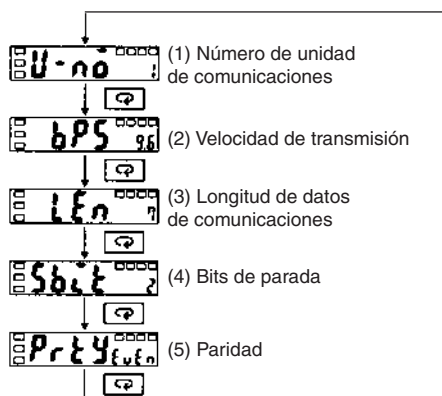 U-no 1
(1) Número de unidad
de comunicaciones
bPS 9.6
(2) Velocidad de transmisión
LEn 7
(3) Longitud de datos
de comunicaciones
Sbit 2
(4) Bits de parada
PrtY EvEn
(5) Paridad